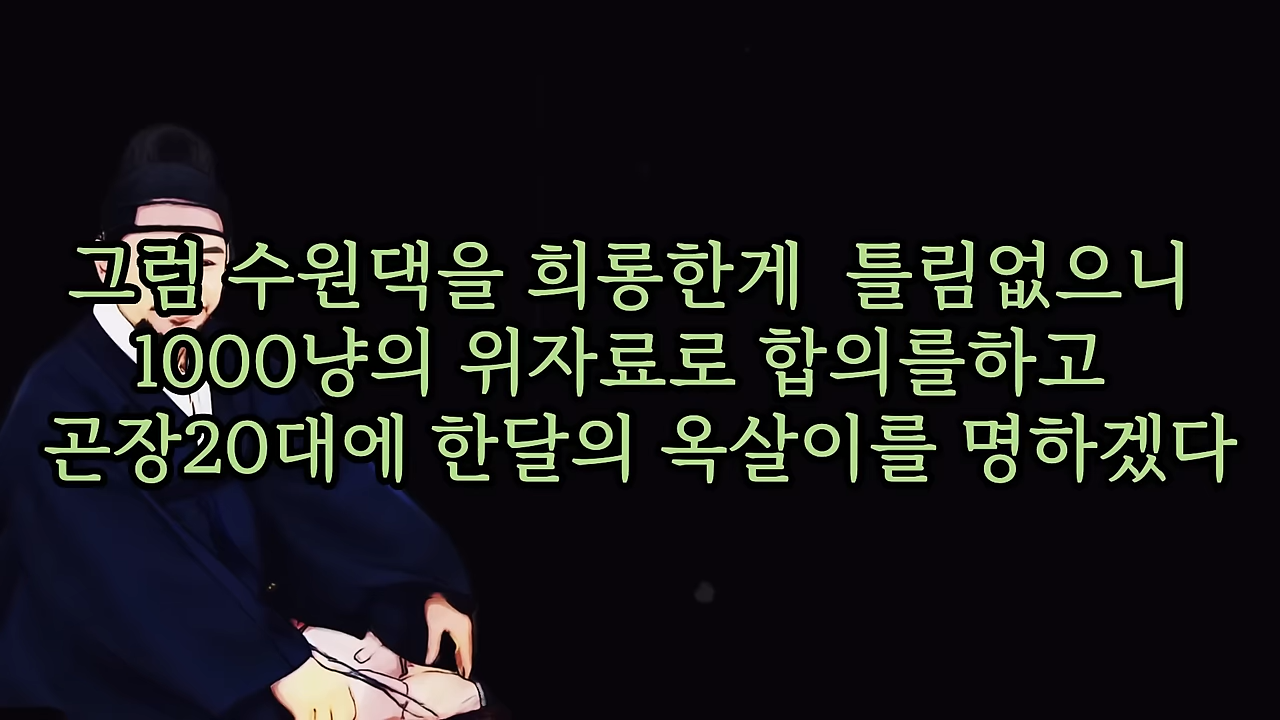 그럼 수원댁을 희롱한게 틀림없으니
1000냥의 위자료로 합의를하고
곤장20대에 한달의 옥살이를 명하겠다